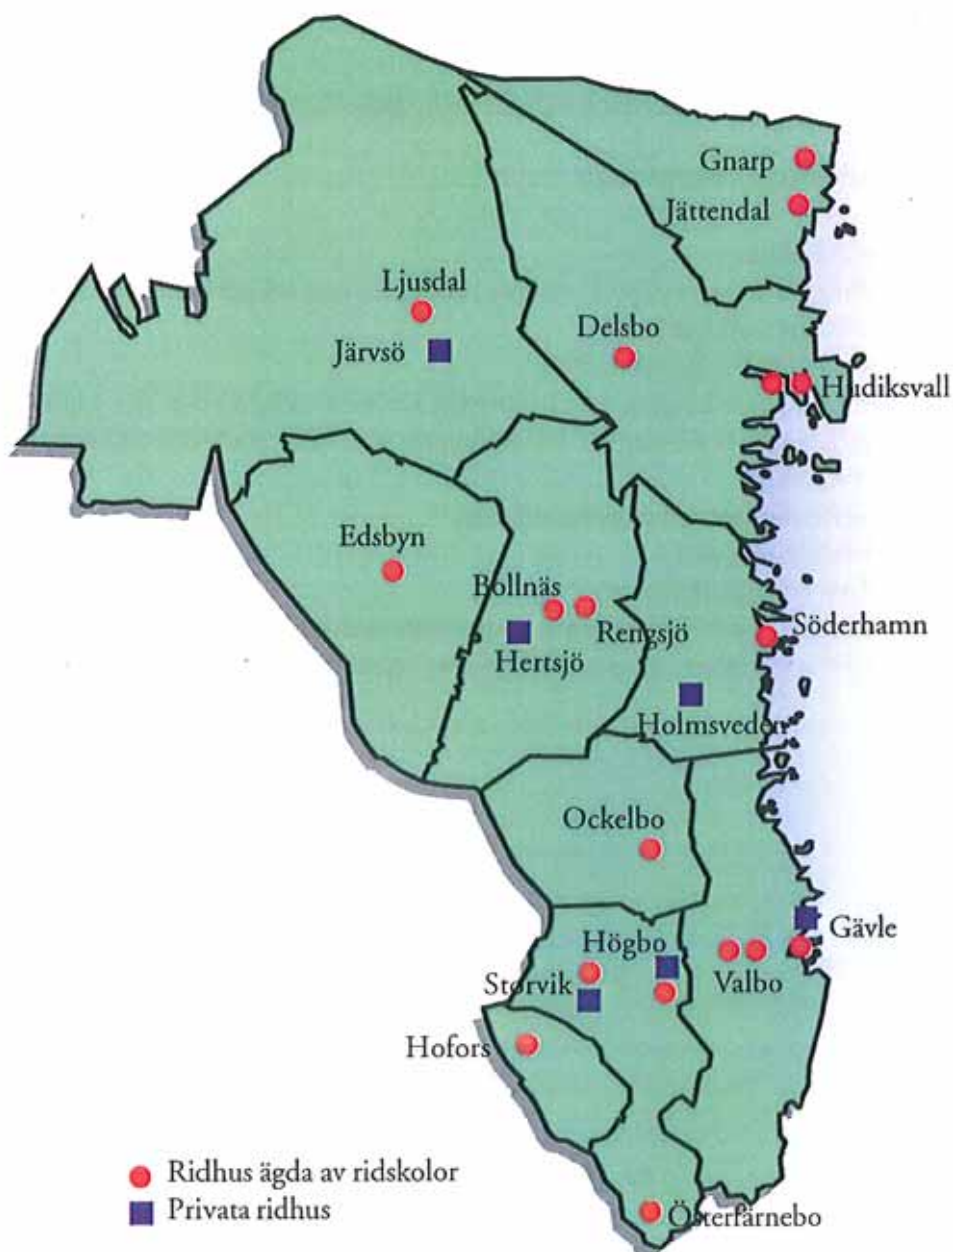 Gnarp
Jättendal
Ljusdal
Järvsö
Delsbo
Hudiksvall
Edsbyn
Bollnäs
Rengsjö
Hertsjö
Söderhamn
Holmsveden
Ockelbo
Gävle
Högbo
Valbo
Storvik
Hofors
Ridhus ägda av ridskolor
Privata ridhus
Österfärnebo